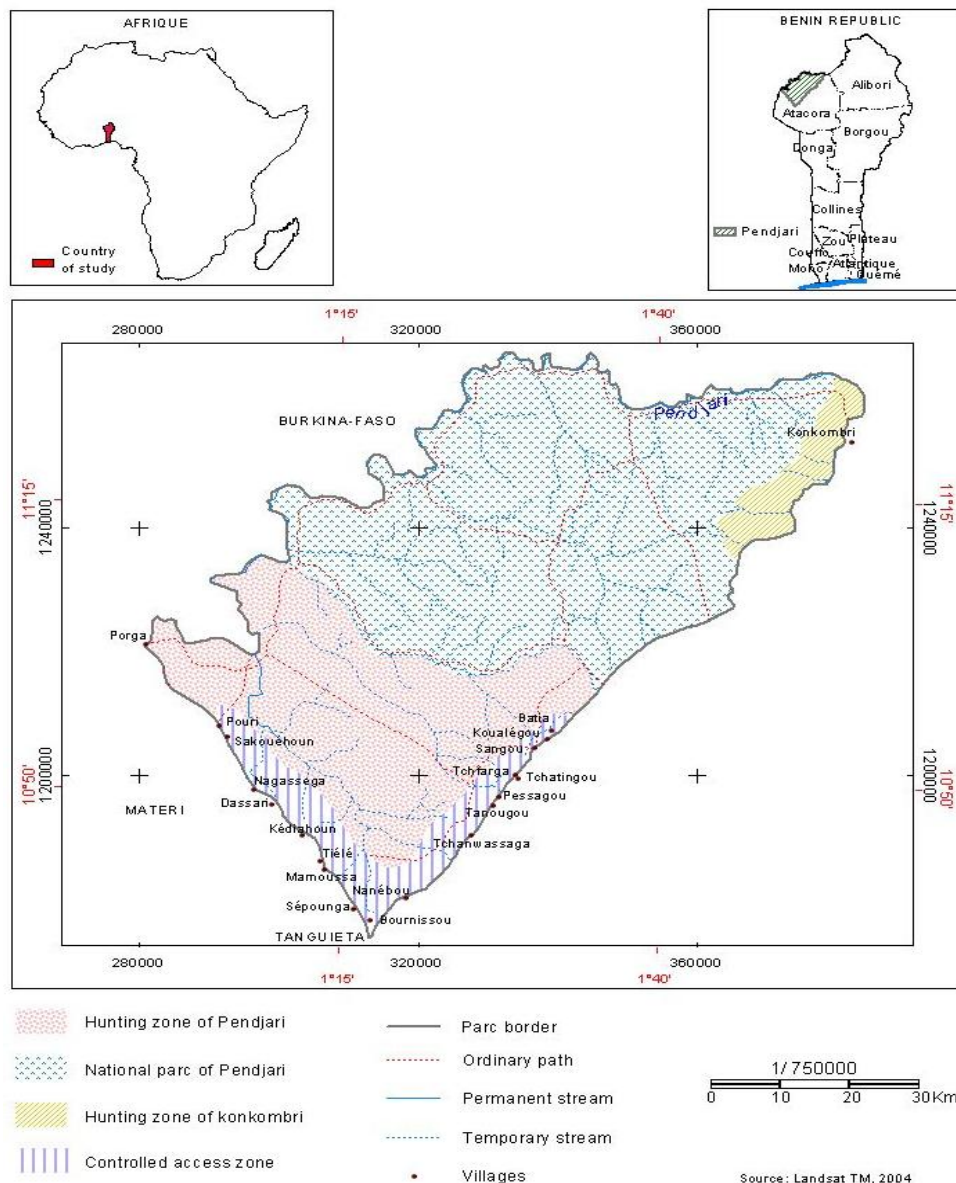 AFRIQUE
Country
of study
BENIN REPUBLIC
Alibori
Atacora
Borgou
Donga
Collines
Pendjari
Zou
Plateau
Couffo
Atlantique
Mono
Ouémé
1°15'
1°40'
280000
320000
360000
BURKINA-FASO
Pendjari
Konkombri
11°15'
11°15'
1240000
1240000
Porga
Pouri
Sakouéhoun
Batia
Koualégou
Sangou
Tchatingou
10°50'
1200000
1200000
10°50'
Nagasséga
Pessagou
MATERI
Dassari
Tanougou
Kédiahoun
Tchanwassaga
Tiélé
Mamoussa
Nanébou
Sépounga
Bournissou
TANGUIETA
280000
320000
360000
1°15'
1°40'
Hunting zone of Pendjari
National parc of Pendjari
Hunting zone of konkombri
Controlled access zone
Parc border
Ordinary path
Permanent stream
Temporary stream
Villages
1/750000
0 10 20 30Km
Source: Landsat TM, 2004